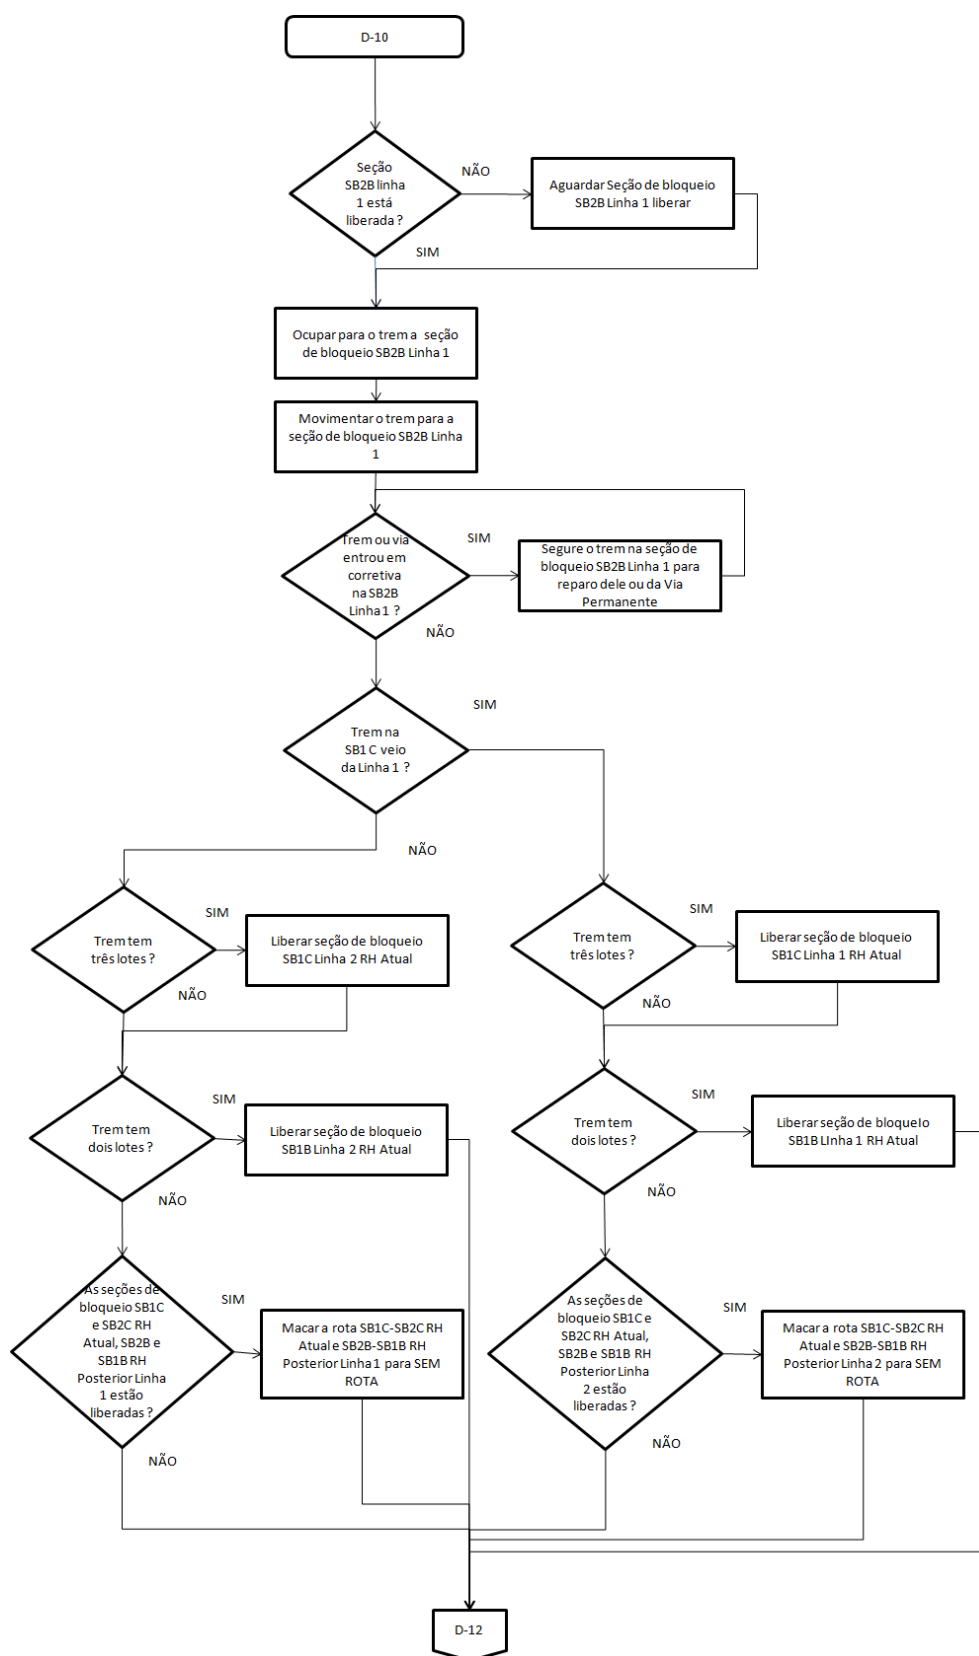 D-10
Seção
SB2B linha
1 está
liberada ?
NÃO
Aguardar Seção de bloqueio
SB2B Linha 1 liberar
SIM
Ocupar para o trem a seção
de bloqueio SB2B Linha 1
Movimentar o trem para a
seção de bloqueio SB2B Linha
1
Trem ou via
entrou em
corretiva
na SB2B
Linha 1 ?
SIM
Segure o trem na seção de
bloqueio SB2B Linha 1 para
reparo dele ou da Via
Permanente
NÃO
Trem na
SB1 C veio
da Linha 1 ?
SIM
NÃO
Trem tem
três lotes ?
SIM
Liberar seção de bloqueio
SB1C Linha 2 RH Atual
NÃO
Trem tem
três lotes ?
SIM
Liberar seção de bloqueio
SB1C Linha 1 RH Atual
NÃO
Trem tem
dois lotes ?
SIM
Liberar seção de bloqueio
SB1B Linha 2 RH Atual
NÃO
Trem tem
dois lotes ?
SIM
Liberar seção de bloqueio
SB1B LInha 1 RH Atual
NÃO
As seções de
bloqueio SB1C
e SB2C RH
Atual, SB2B e
SB1B RH
Posterior Linha
1 estão
liberadas ?
SIM
Macar a rota SB1C-SB2C RH
Atual e SB2B-SB1B RH
Posterior Linha 1 para SEM
ROTA
NÃO
As seções de
bloqueio SB1C e
SB2C RH Atual,
SB2B e SB1B RH
Posterior Linha
2 estão
liberadas ?
SIM
Macar a rota SB1C-SB2C RH
Atual e SB2B-SB1B RH
Posterior Linha 2 para SEM
ROTA
NÃO
D-12